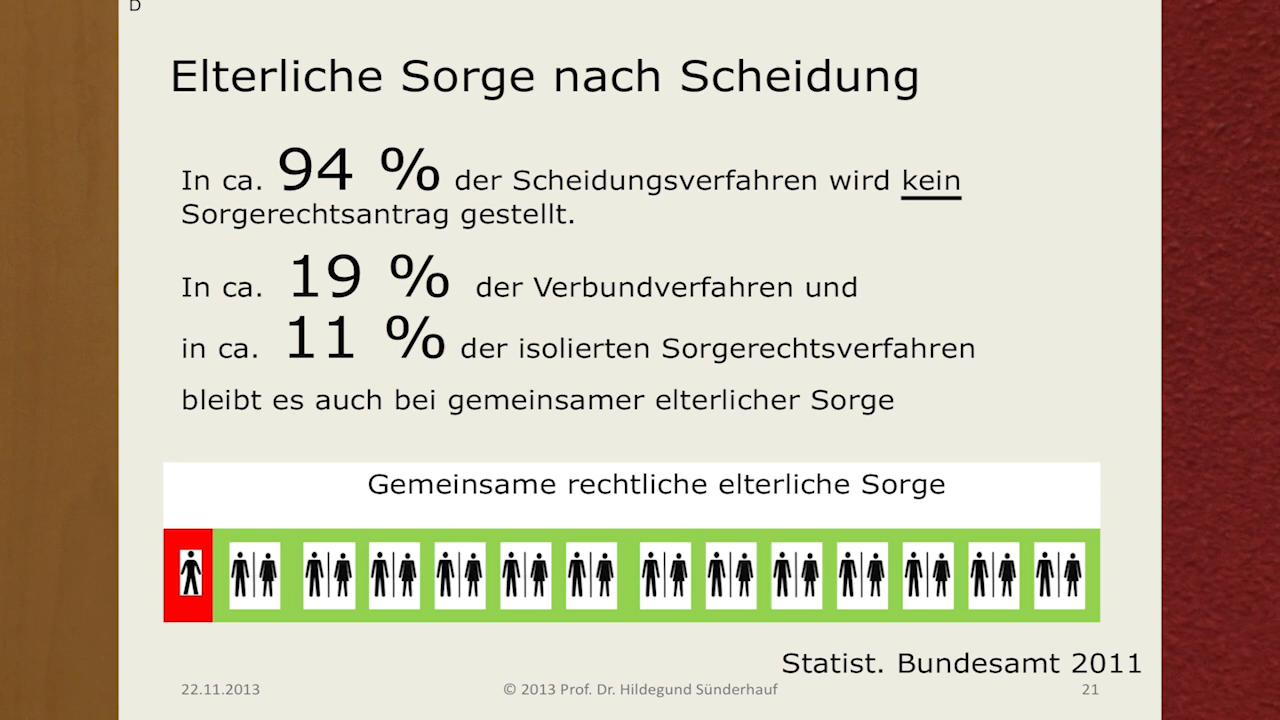 D
Elterliche Sorge nach Scheidung
In ca. 94 % der Scheidungsverfahren wird kein
Sorgerechtsantrag gestellt.
In ca. 19 % der Verbundverfahren und
in ca. 11 % der isolierten Sorgerechtsverfahren
bleibt es auch bei gemeinsamer elterlicher Sorge
Gemeinsame rechtliche elterliche Sorge
Statist. Bundesamt 2011
22.11.2013 © 2013 Prof. Dr. Hildegund Sünderhauf 21